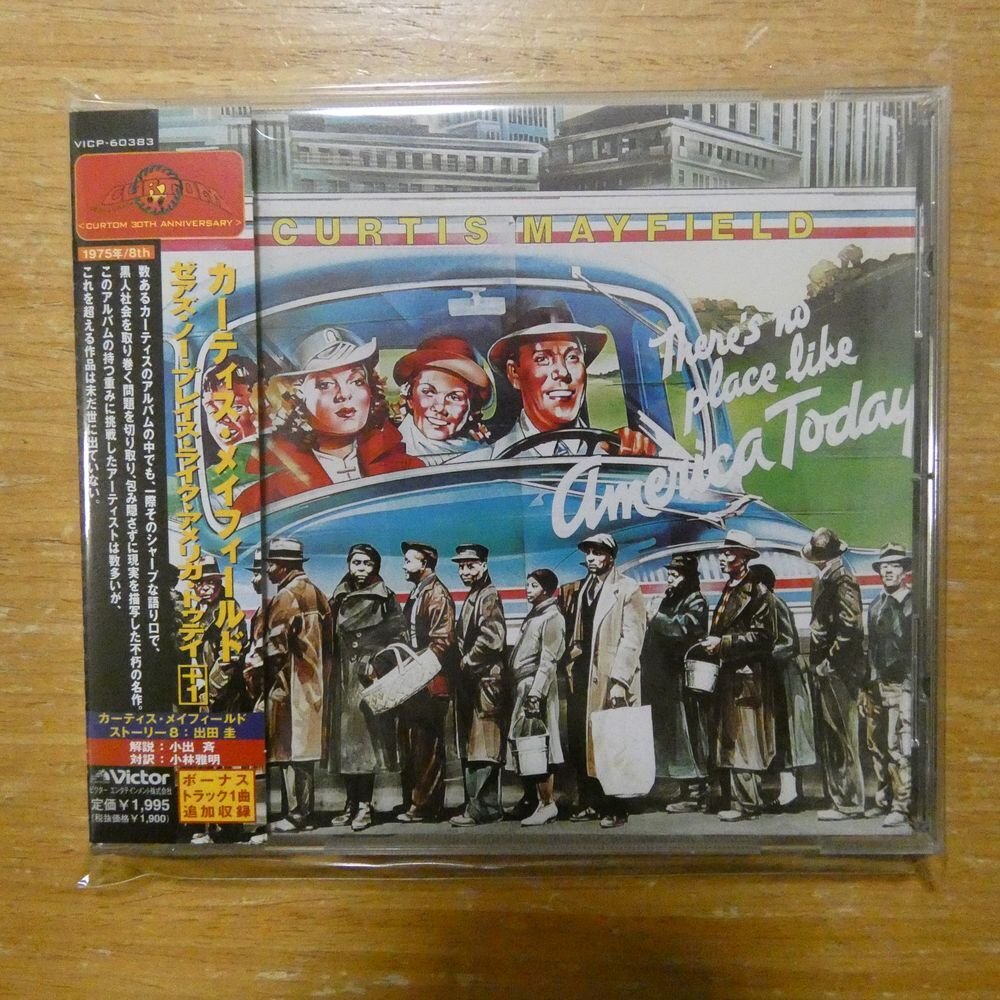 VICP-60383
CURTOM
<CURTOM 30TH ANNIVERSARY>
1975年/8th
カーティス・メイフィールド
ゼアズ・ノー・プレイス・ライク・アメリカ・トゥデイ+1
数あるカーティスのアルバムの中でも、一際そのシャープな語り口で、
黒人社会を取り巻く問題を切り取り、包み隠さずに現実を描写した不朽の名作。
このアルバムの持つ重みに挑戦したアーティストは数多いが、
これを超える作品は未だ世に出ていない。
カーティス・メイフィールド
ストーリー8:出田 圭
解説:小出 斉
対訳:小林雅明
Victor
ビクター エンタテインメント株式会社
定価¥1,995
(税抜価格¥1,900)
ボーナス
トラック1曲
追加収録
CURTIS MAYFIELD
There's no
place like
America Today